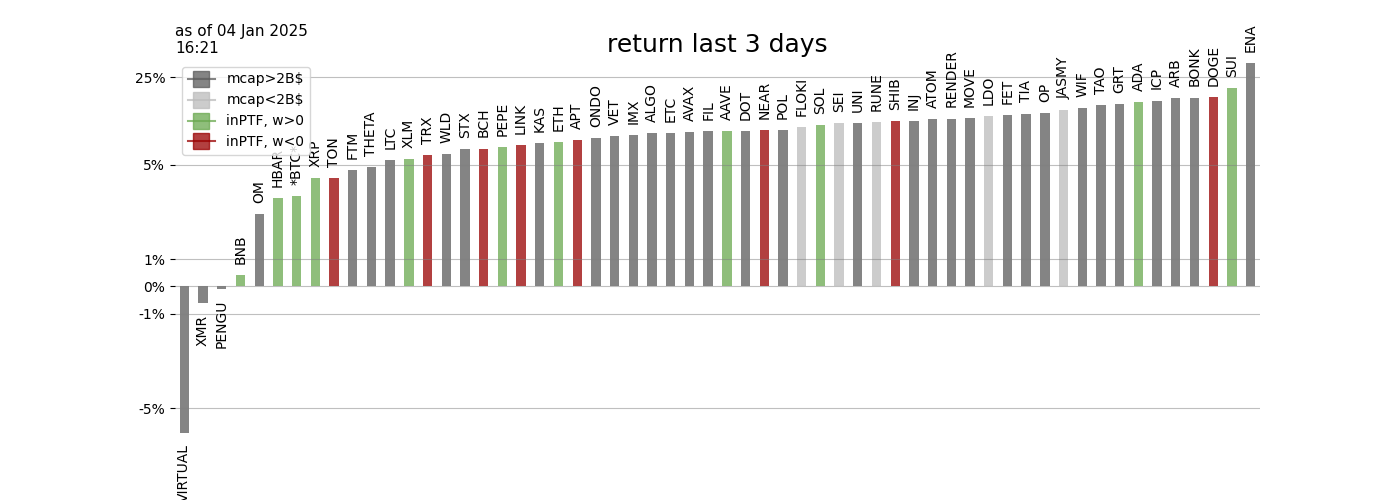 as of 04 Jan 2025
16:21
return last 3 days
mcap>2B$
mcap<2B$
inPTF, w>0
inPTF, w<0
25%
5%
1%
0%
-1%
-5%
VIRTUAL
XMR
PENGU
BNB
OM
HBAR
*BTC*
XRP
TON
FTM
THETA
LTC
XLM
TRX
WLD
STX
BCH
PEPE
LINK
KAS
ETH
APT
ONDO
VET
IMX
ALGO
ETC
AVAX
FIL
AAVE
DOT
NEAR
POL
FLOKI
SOL
SEI
UNI
RUNE
SHIB
INJ
ATOM
RENDER
MOVE
LDO
FET
TIA
OP
JASMY
WIF
TAO
GRT
ADA
ICP
ARB
BONK
DOGE
SUI
ENA